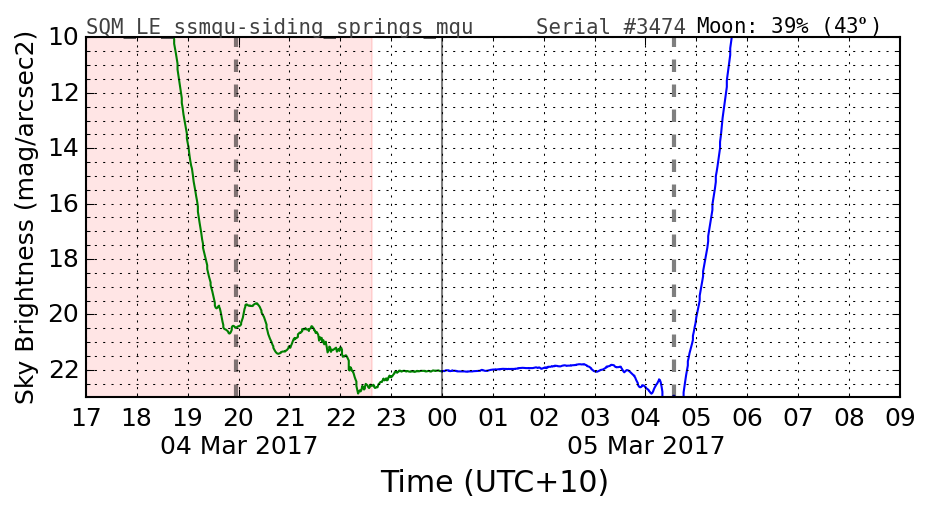 SQM_LE_ssmqu-siding_springs_mqu Serial #3474 Moon: 39% (43°)
Sky Brightness (mag/arcsec2)
10
12
14
16
18
20
22
17 18 19 20 21 22 23 00 01 02 03 04 05 06 07 08 09
04 Mar 2017 05 Mar 2017
Time (UTC+10)